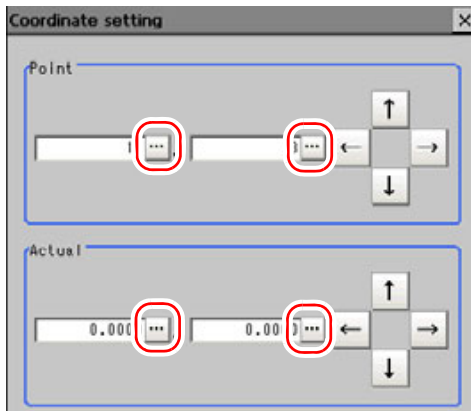 Coordinate setting
Point
... , ...
↑
← →
↓
Actual
0.000 ... 0.00 ...
↑
← →
↓